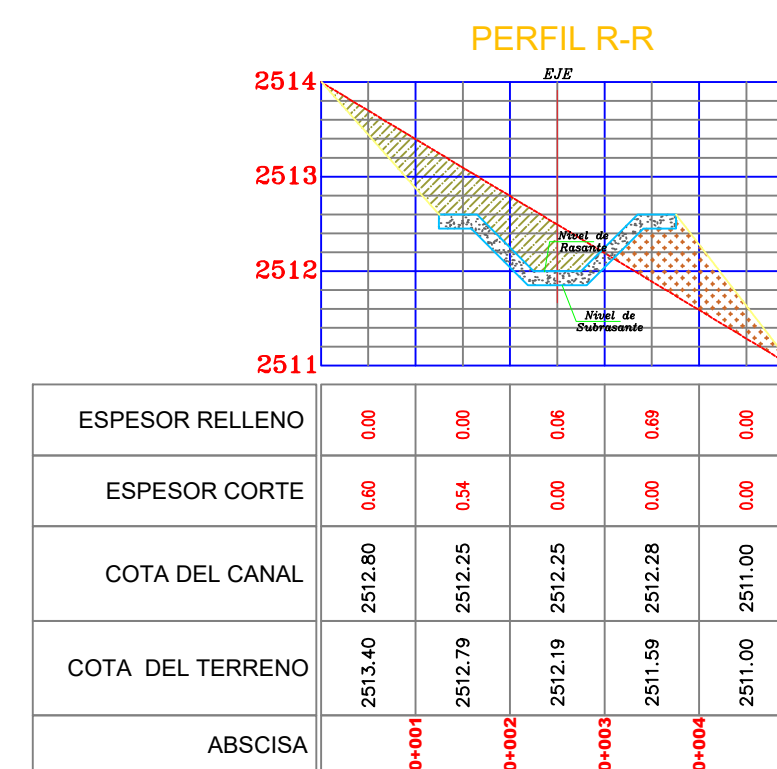 PERFIL R-R
EJE
2514
2513
2512
2511
Nivel de
Rasante
Nivel de
Subrasante
ESPESOR RELLENO 0.00 0.00 0.06 0.69 0.00
ESPESOR CORTE 0.60 0.54 0.00 0.00 0.00
COTA DEL CANAL 2512.80 2512.25 2512.25 2512.28 2511.00
COTA DEL TERRENO 2513.40 2512.79 2512.19 2511.59 2511.00
ABSCISA 0+001 0+002 0+003 0+004